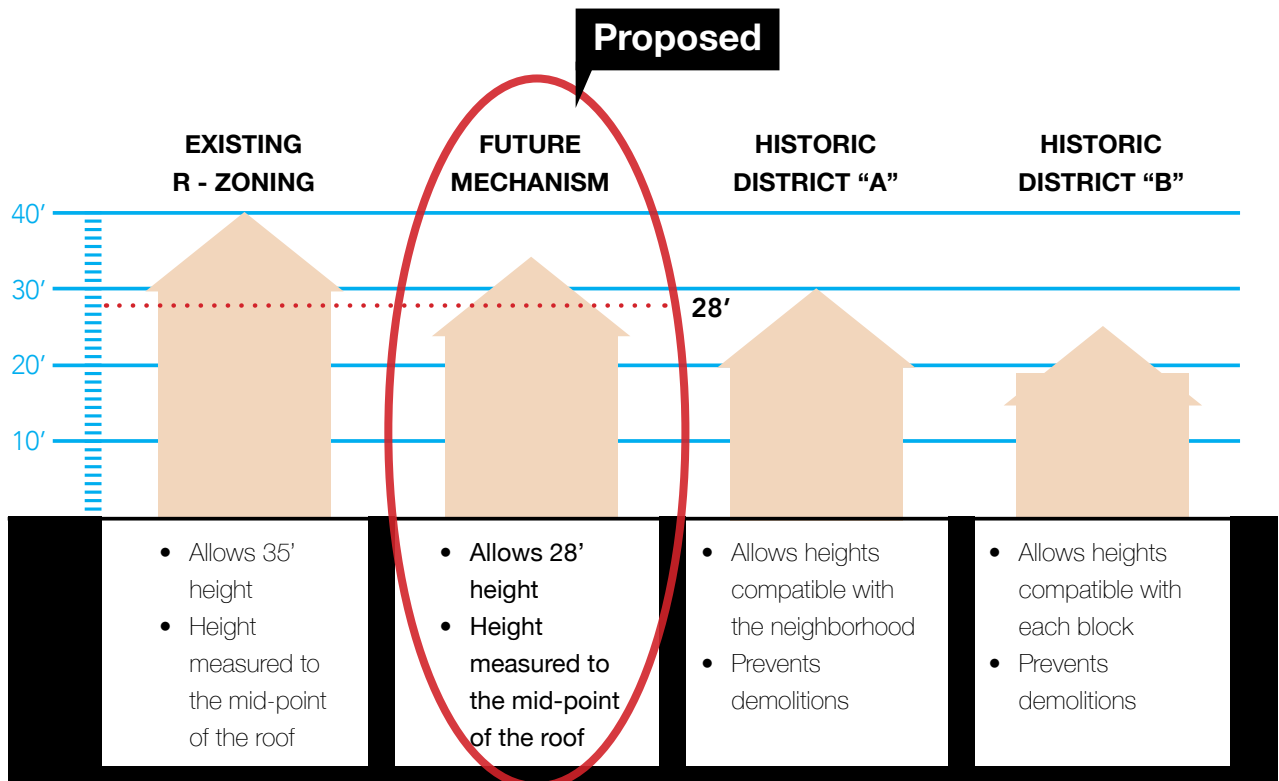 Proposed
EXISTING
R - ZONING
FUTURE
MECHANISM
HISTORIC
DISTRICT “A”
HISTORIC
DISTRICT “B”
40’
30’
28’
20’
10’
• Allows 35’
height
• Height
measured to
the mid-point
of the roof
• Allows 28’
height
• Height
measured to
the mid-point
of the roof
• Allows heights
compatible with
the neighborhood
• Prevents
demolitions
• Allows heights
compatible with
each block
• Prevents
demolitions